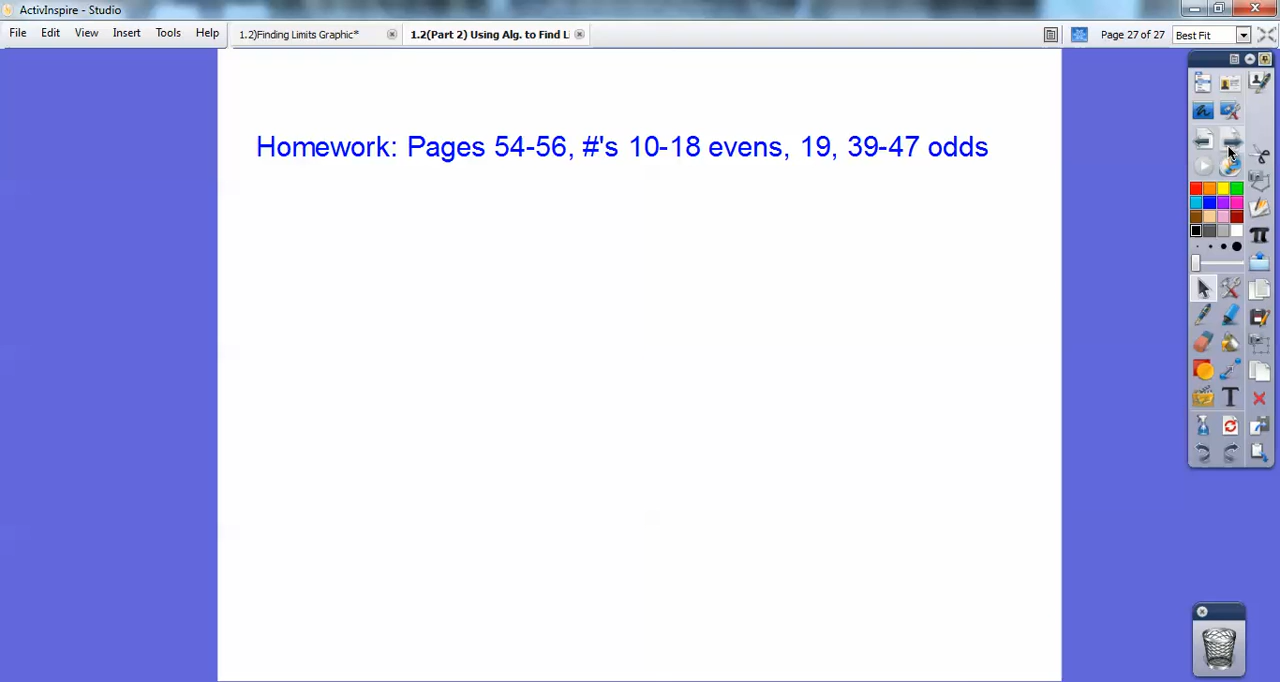 ActivInspire - Studio
File Edit View Insert Tools Help
1.2)Finding Limits Graphic*
1.2(Part 2) Using Alg. to Find Li
Page 27 of 27
Best Fit
Homework: Pages 54-56, #'s 10-18 evens, 19, 39-47 odds